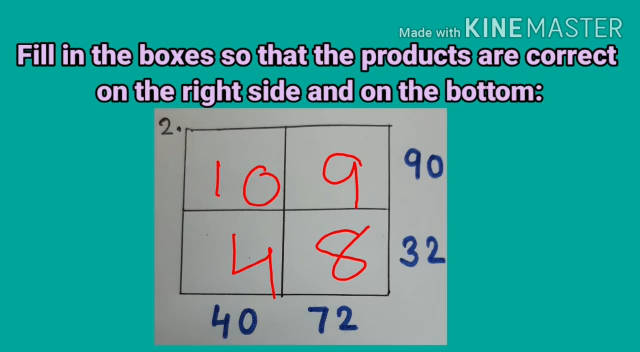 Made with KINEMASTER
Fill in the boxes so that the products are correct
on the right side and on the bottom:
2.
10 9 90
4 8 32
40 72